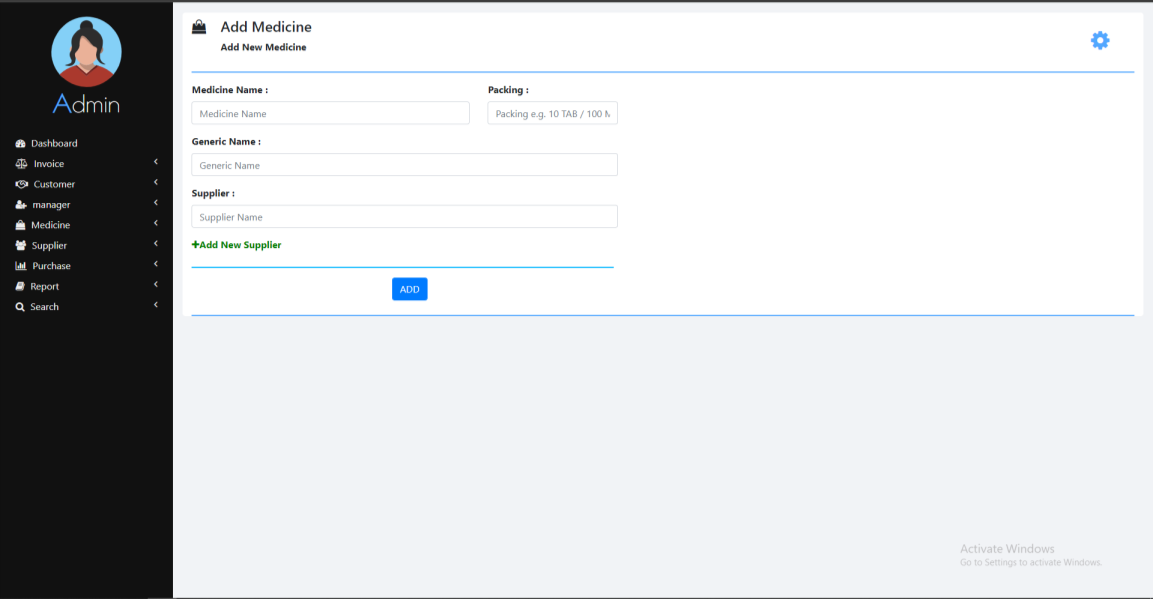 Admin
Dashboard
Invoice
Customer
manager
Medicine
Supplier
Purchase
Report
Search
Add Medicine
Add New Medicine
Medicine Name :
Packing :
Medicine Name
Packing e.g. 10 TAB / 100 M
Generic Name :
Generic Name
Supplier :
Supplier Name
+Add New Supplier
ADD
Activate Windows
Go to Settings to activate Windows.